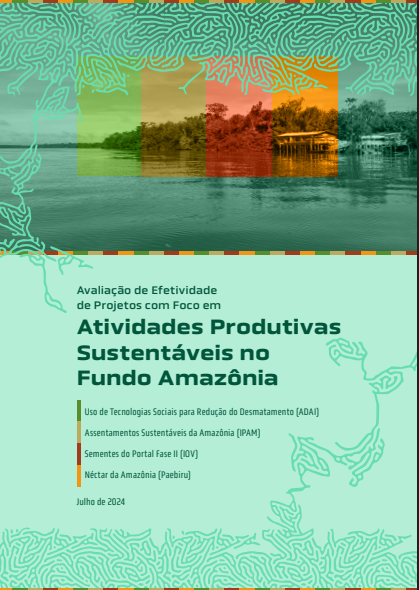 Avaliação de Efetividade
de Projetos com Foco em
Atividades Produtivas
Sustentáveis no
Fundo Amazônia
Uso de Tecnologias Sociais para Redução do Desmatamento (ADAI)
Assentamentos Sustentáveis da Amazônia (IPAM)
Sementes do Portal Fase II (IOV)
Néctar da Amazônia (Paebiru)
Julho de 2024